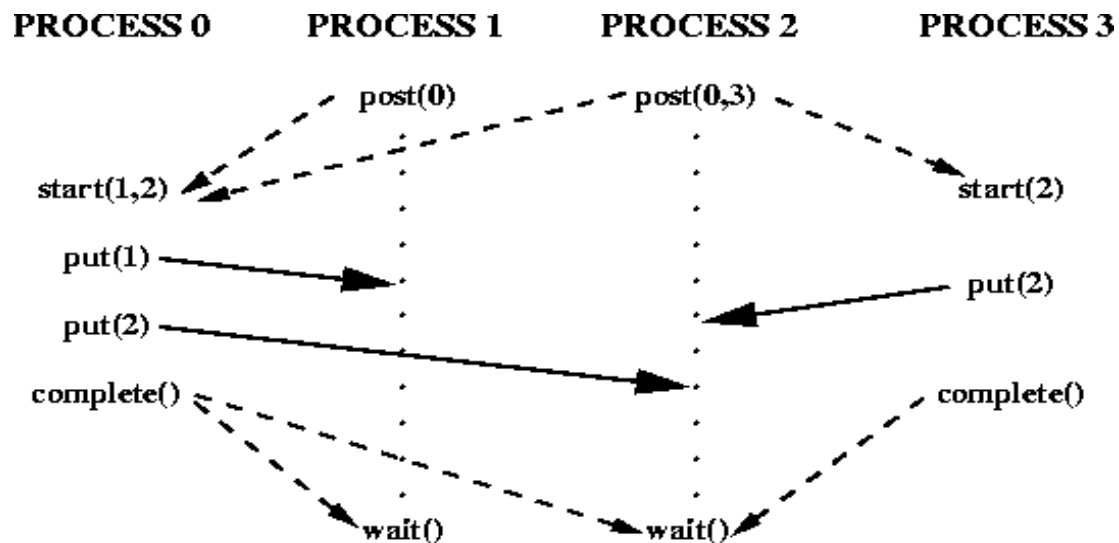 PROCESS 0 PROCESS 1 PROCESS 2 PROCESS 3
post(0) post(0,3)
start(1,2) start(2)
put(1)
put(2)
put(2)
complete() complete()
wait() wait()